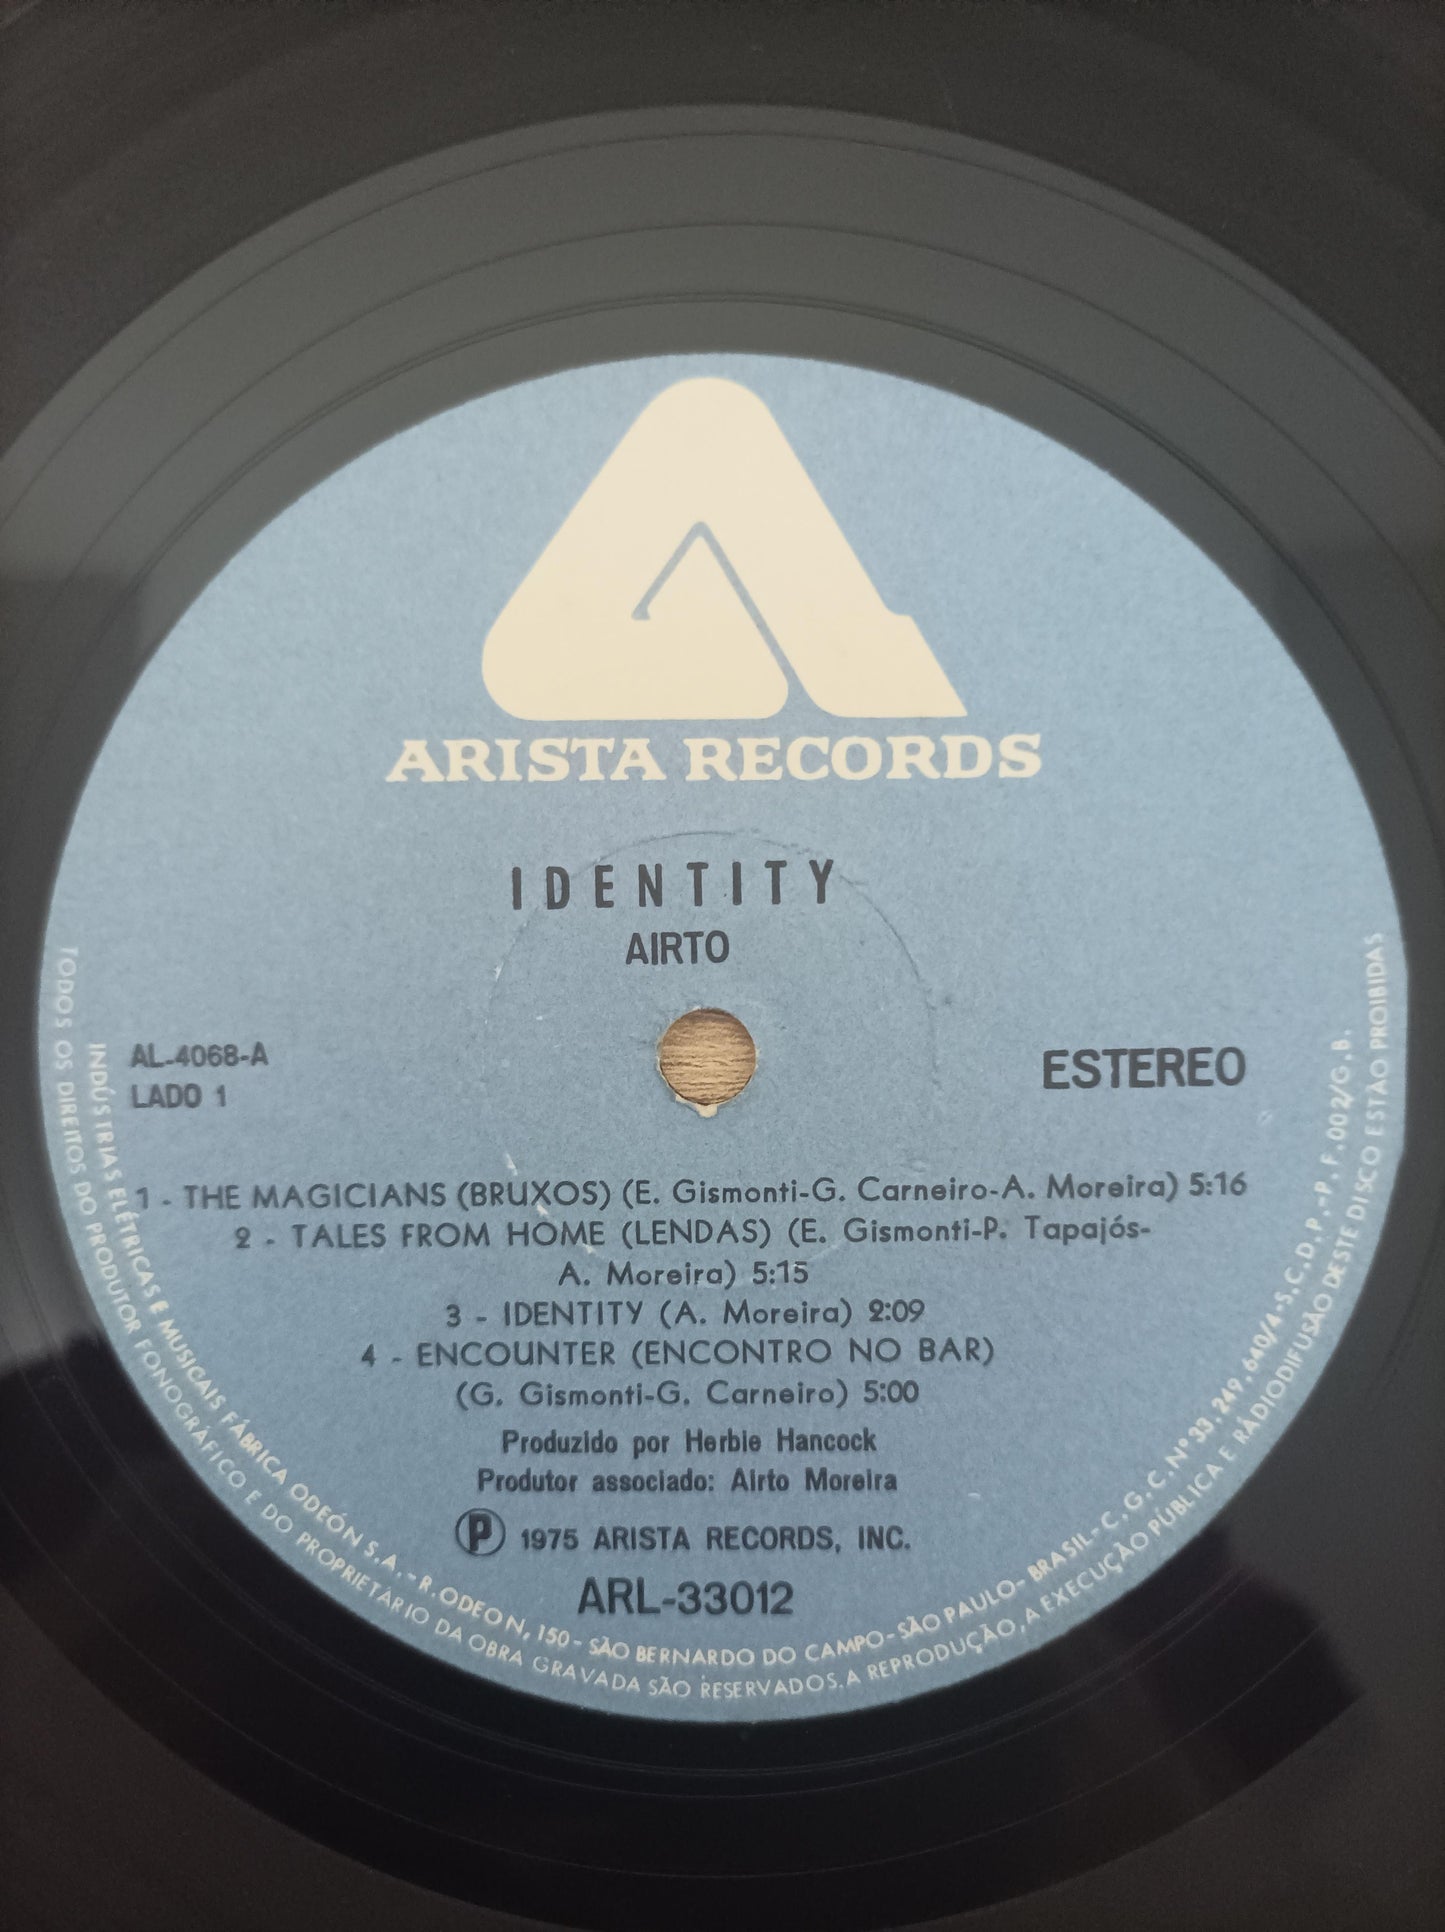 ARISTA RECORDS
IDENTITY
AIRTO
AL-4068-A
LADO 1
ESTEREO
1 - THE MAGICIANS (BRUXOS) (E. Gismonti-G. Carneiro-A. Moreira) 5:16
2 - TALES FROM HOME (LENDAS) (E. Gismonti-P. Tapajós-
A. Moreira) 5:15
3 - IDENTITY (A. Moreira) 2:09
4 - ENCOUNTER (ENCONTRO NO BAR)
(G. Gismonti-G. Carneiro) 5:00
Produzido por Herbie Hancock
Produtor associado: Airto Moreira
Ⓟ 1975 ARISTA RECORDS, INC.
ARL-33012
INDÚSTRIAS ELÉTRICAS E MUSICAIS FÁBRICA ODEÓN S.A. - R. ODEON, 150 - SÃO BERNARDO DO CAMPO - SÃO PAULO - BRASIL - C.G.C. Nº 33.249.640/4 - S.C.D.P. - P.F. 002/G.B.
TODOS OS DIREITOS DO PRODUTOR FONOGRÁFICO E DO PROPRIETÁRIO DA OBRA GRAVADA SÃO RESERVADOS. A REPRODUÇÃO, A EXECUÇÃO PÚBLICA E RÁDIODIFUSÃO DESTE DISCO ESTÃO PROIBIDAS